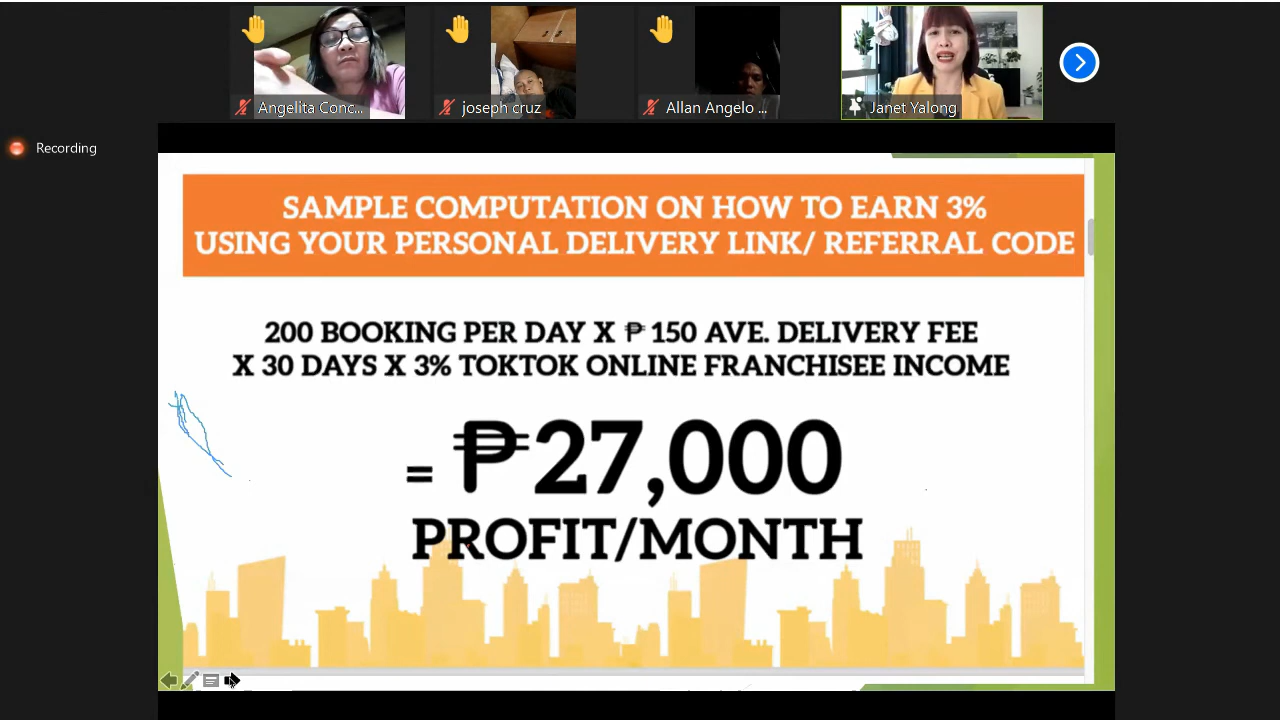 Angelita Conc...
joseph cruz
Allan Angelo ...
Janet Yalong
Recording
SAMPLE COMPUTATION ON HOW TO EARN 3%
USING YOUR PERSONAL DELIVERY LINK/ REFERRAL CODE
200 BOOKING PER DAY X ₱ 150 AVE. DELIVERY FEE
X 30 DAYS X 3% TOKTOK ONLINE FRANCHISEE INCOME
= ₱27,000
PROFIT/MONTH